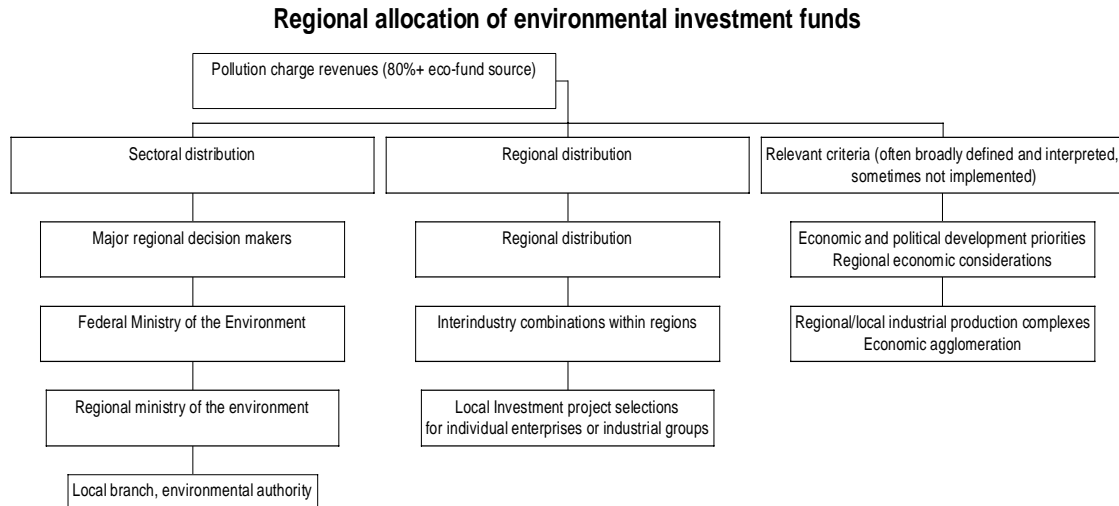 Regional allocation of environmental investment funds
Pollution charge revenues (80%+ eco-fund source)
Sectoral distribution
Major regional decision makers
Federal Ministry of the Environment
Regional ministry of the environment
Local branch, environmental authority
Regional distribution
Regional distribution
Interindustry combinations within regions
Local Investment project selections
for individual enterprises or industrial groups
Relevant criteria (often broadly defined and interpreted,
sometimes not implemented)
Economic and political development priorities
Regional economic considerations
Regional/local industrial production complexes
Economic agglomeration